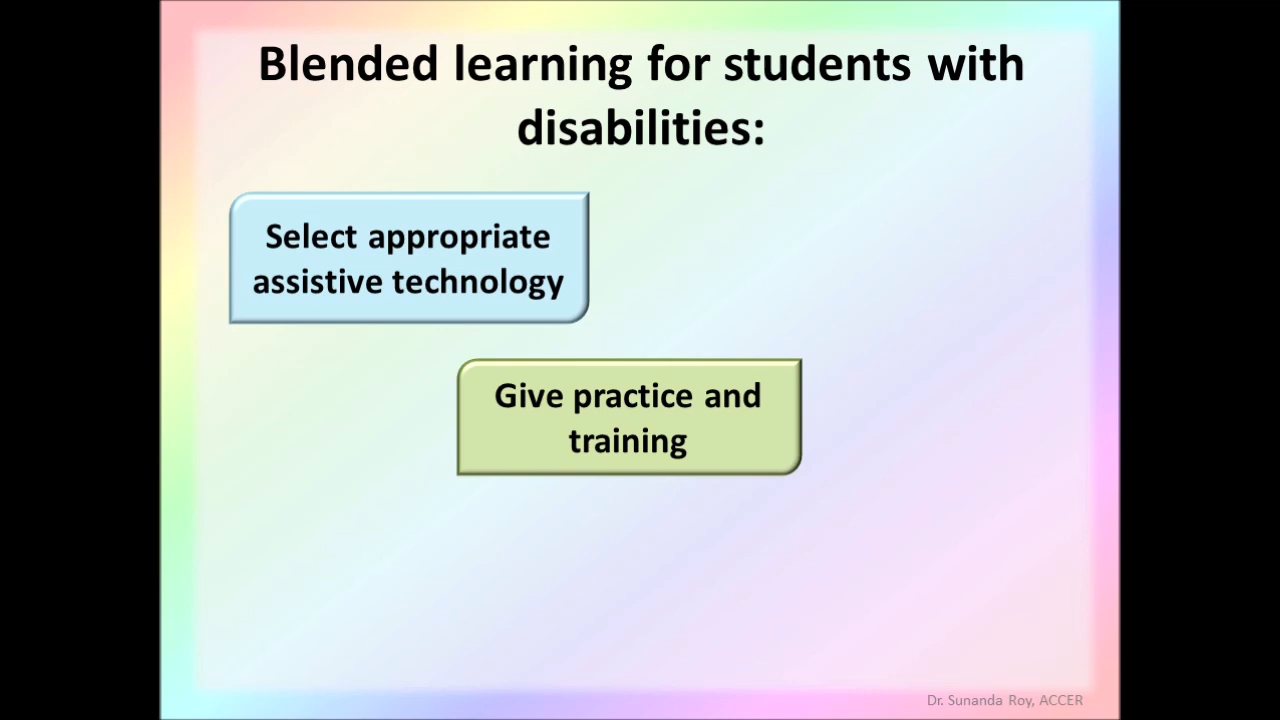 Blended learning for students with
disabilities:
Select appropriate
assistive technology
Give practice and
training
Dr. Sunanda Roy, ACCER